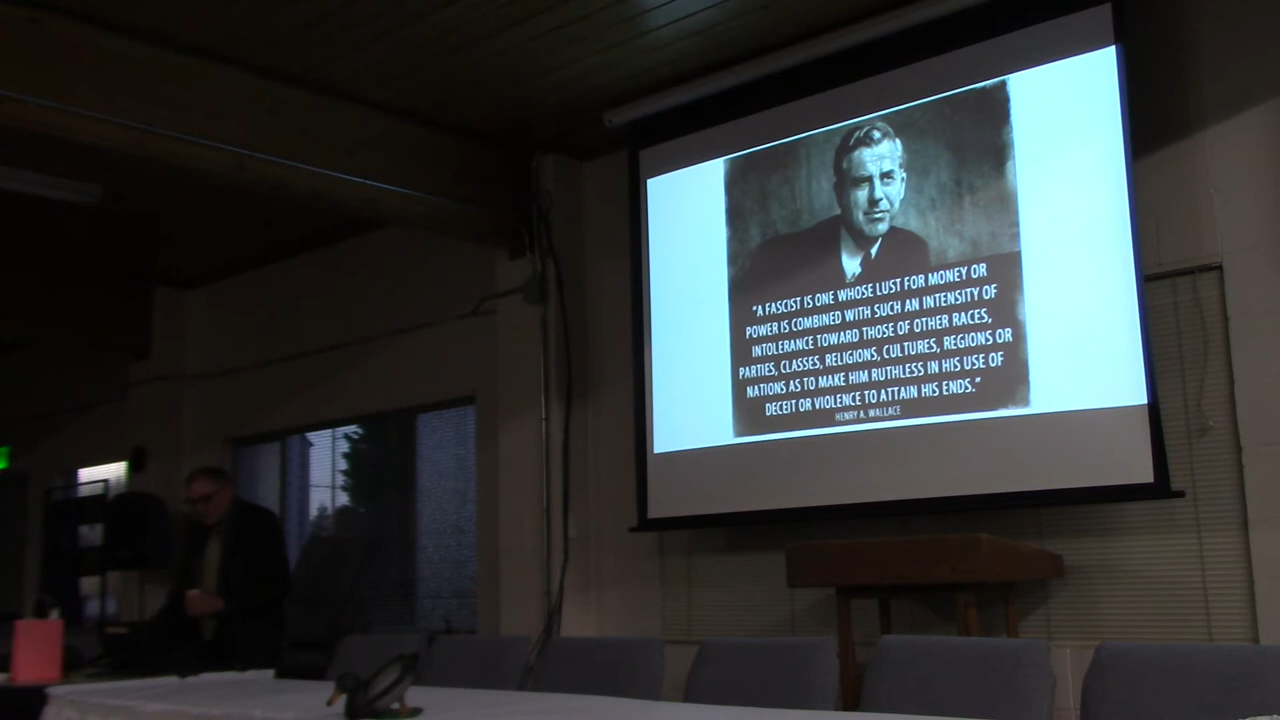 "A FASCIST IS ONE WHOSE LUST FOR MONEY OR
POWER IS COMBINED WITH SUCH AN INTENSITY OF
INTOLERANCE TOWARD THOSE OF OTHER RACES,
PARTIES, CLASSES, RELIGIONS, CULTURES, REGIONS OR
NATIONS AS TO MAKE HIM RUTHLESS IN HIS USE OF
DECEIT OR VIOLENCE TO ATTAIN HIS ENDS."
HENRY A. WALLACE